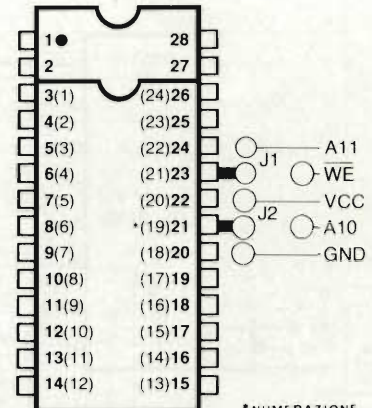 1 28
2 27
3(1) (24)26
4(2) (23)25
5(3) (22)24 A11
J1
6(4) (21)23 W̅E̅
7(5) (20)22 VCC
J2
8(6) *(19)21 A10
9(7) (18)20 GND
10(8) (17)19
11(9) (16)18
12(10) (15)17
13(11) (14)16
14(12) (13)15
*NUMERAZIONE